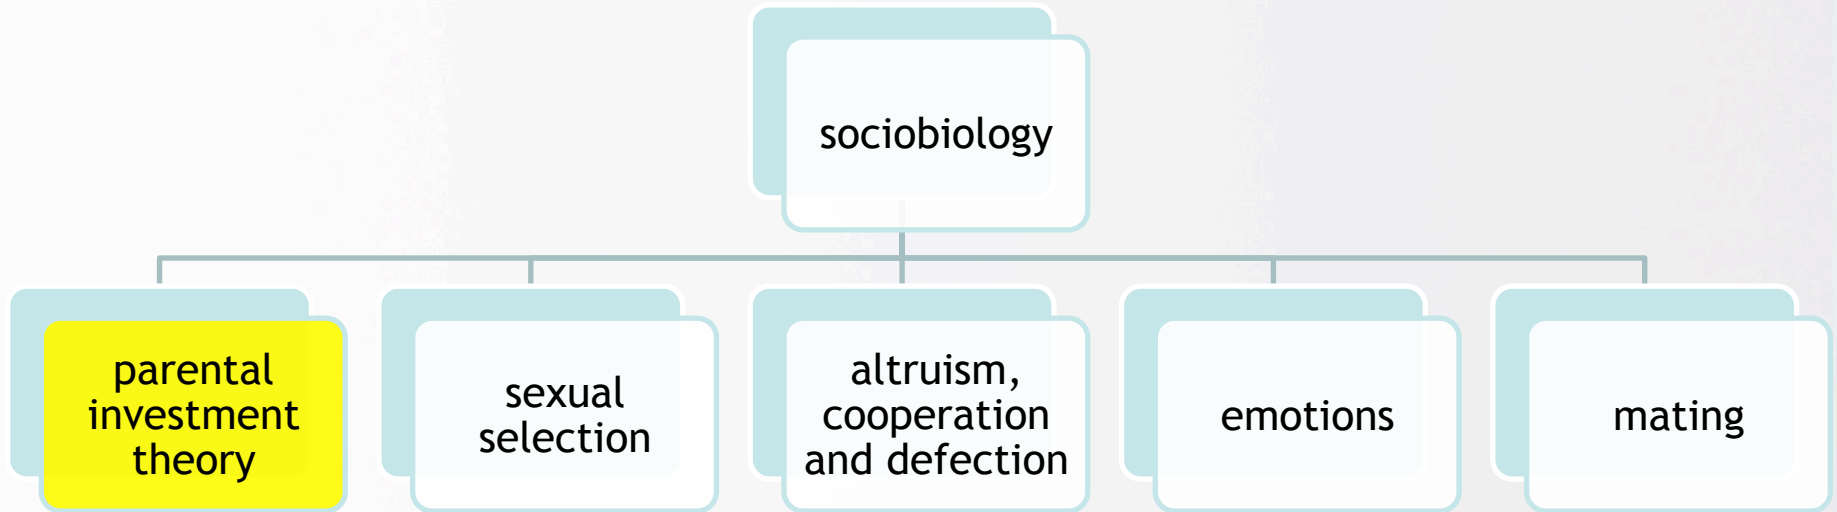 sociobiology
parental
investment
theory
sexual
selection
altruism,
cooperation
and defection
emotions
mating